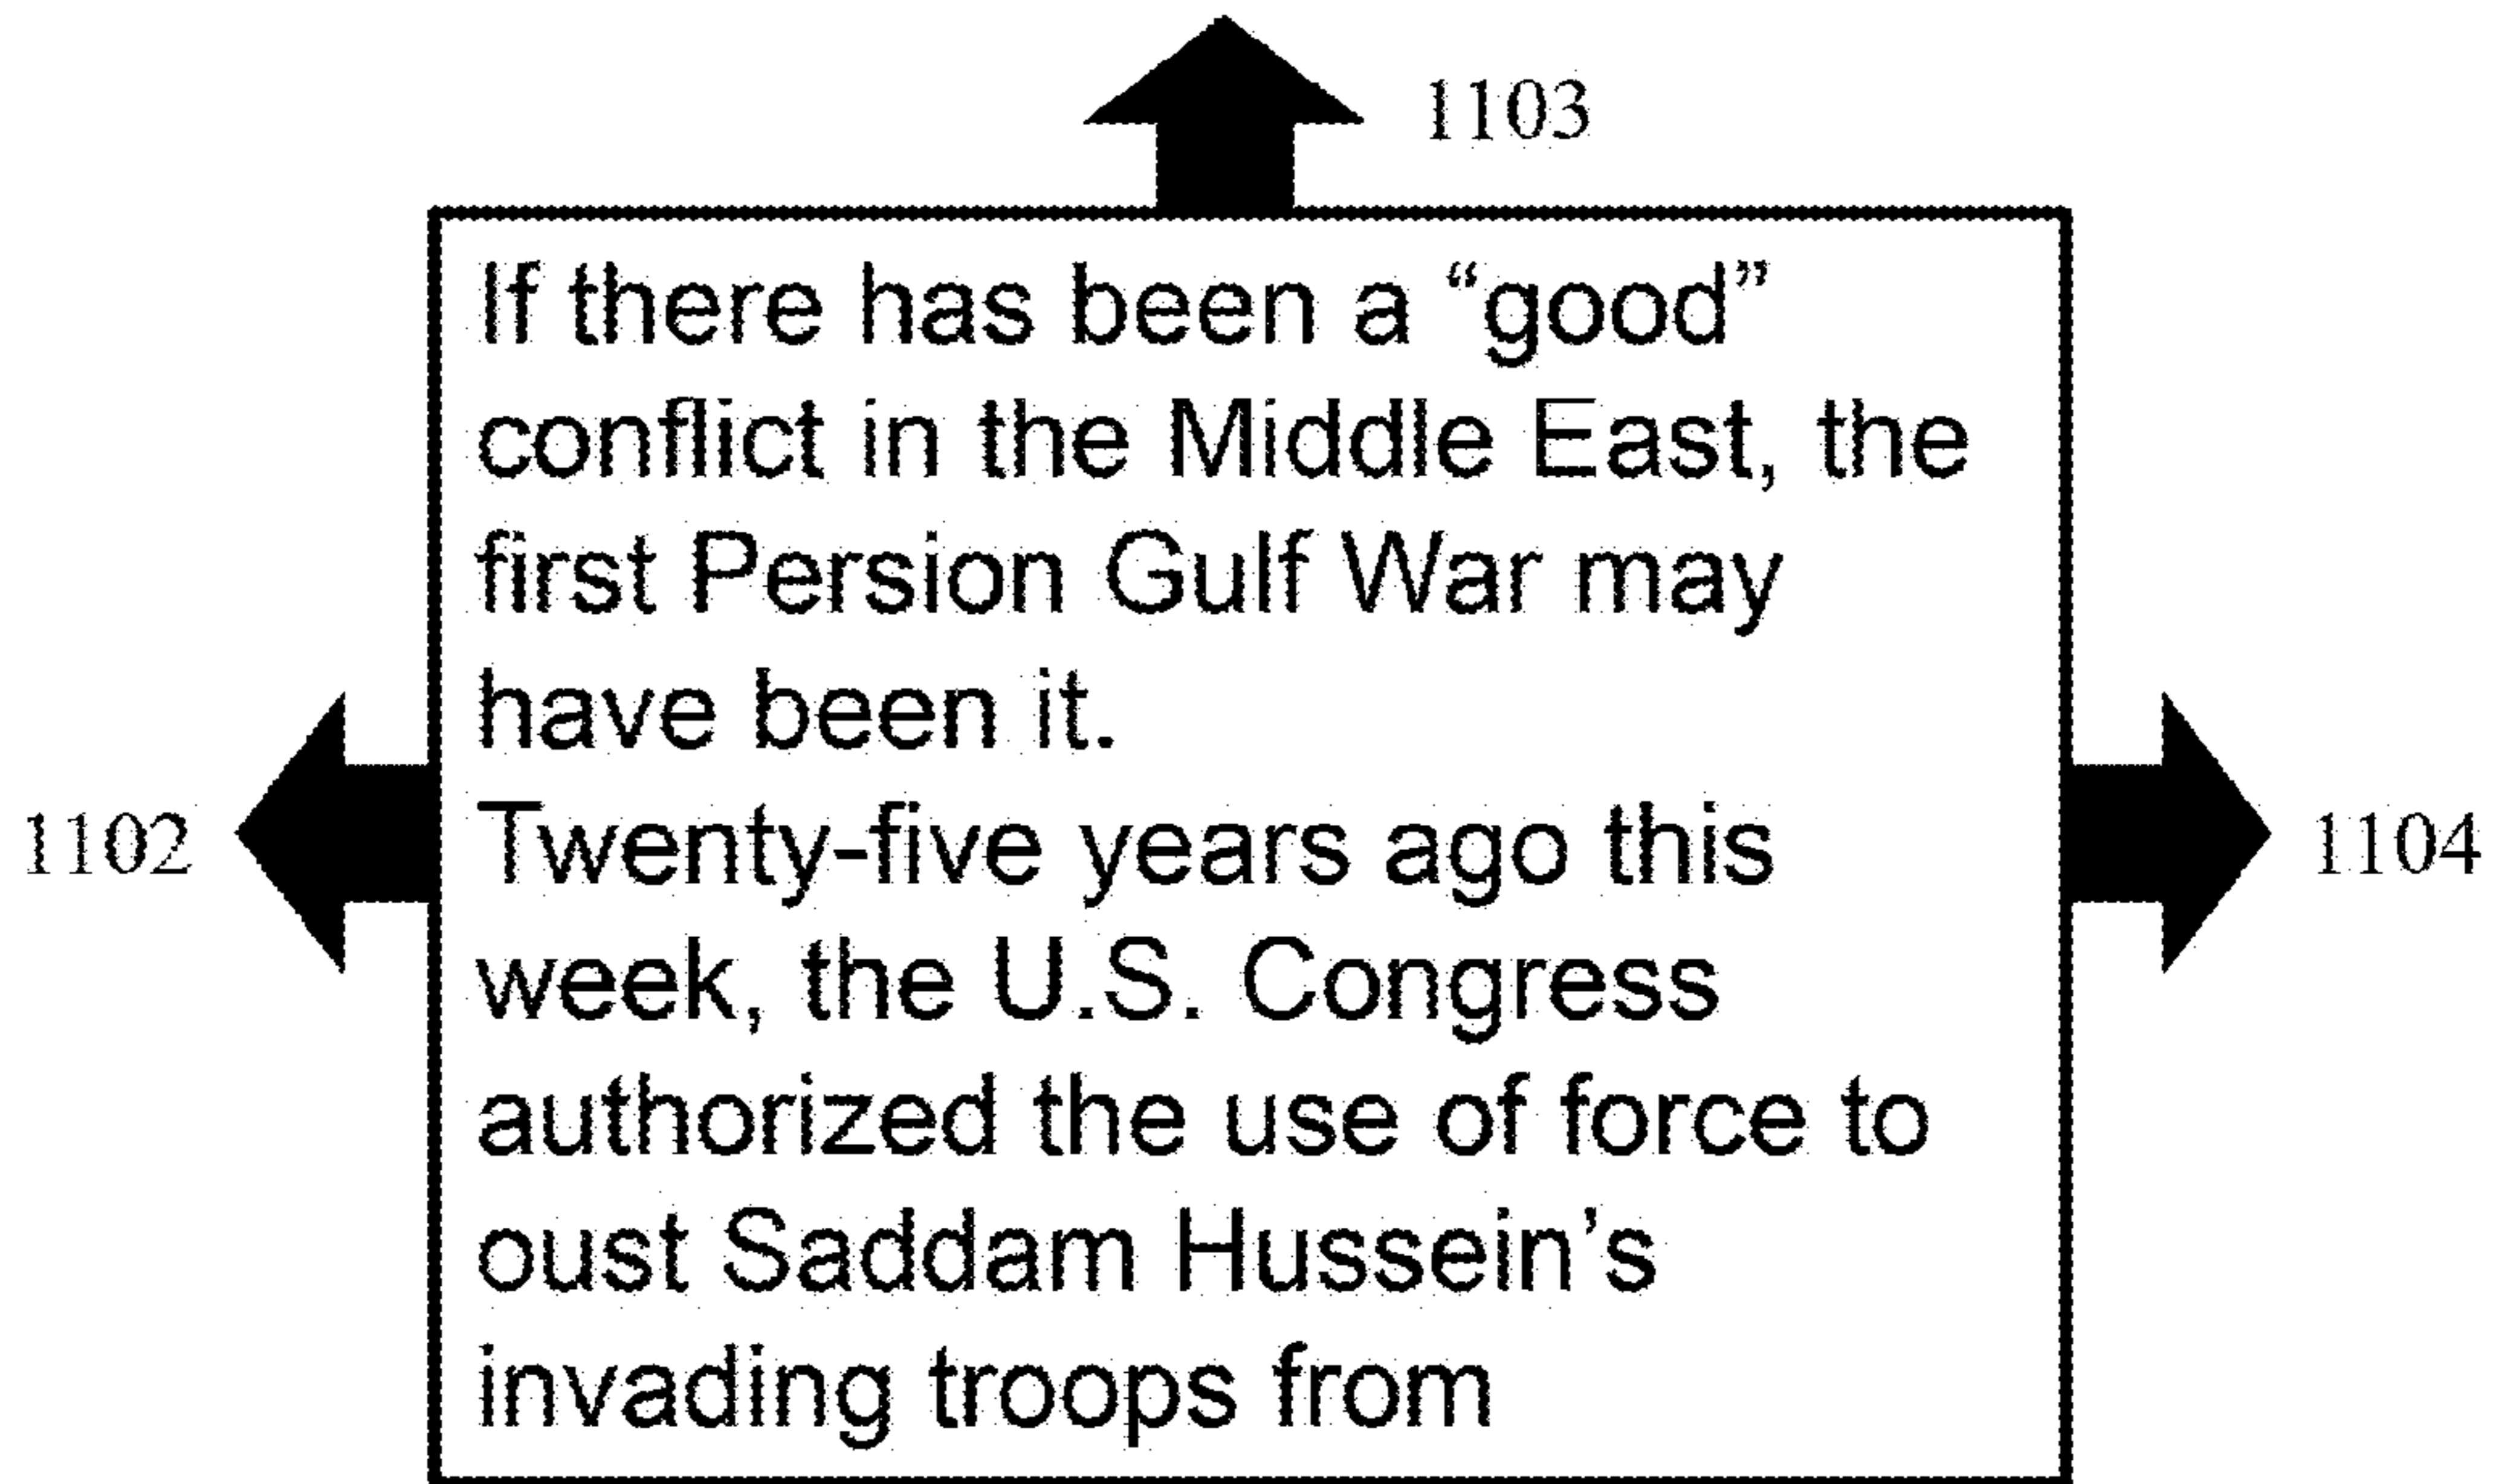 1103
If there has been a “good”
conflict in the Middle East, the
first Persion Gulf War may
have been it.
Twenty-five years ago this
week, the U.S. Congress
authorized the use of force to
oust Saddam Hussein’s
invading troops from
1102
1104